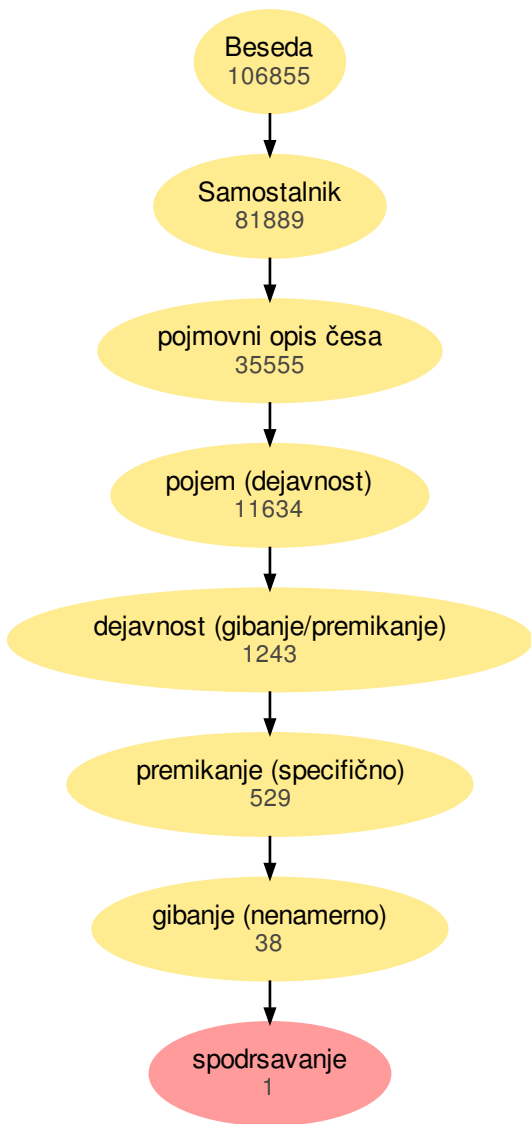 Beseda
106855
Samostalnik
81889
pojmovni opis česa
35555
pojem (dejavnost)
11634
dejavnost (gibanje/premikanje)
1243
premikanje (specifično)
529
gibanje (nenamerno)
38
spodrsavanje
1